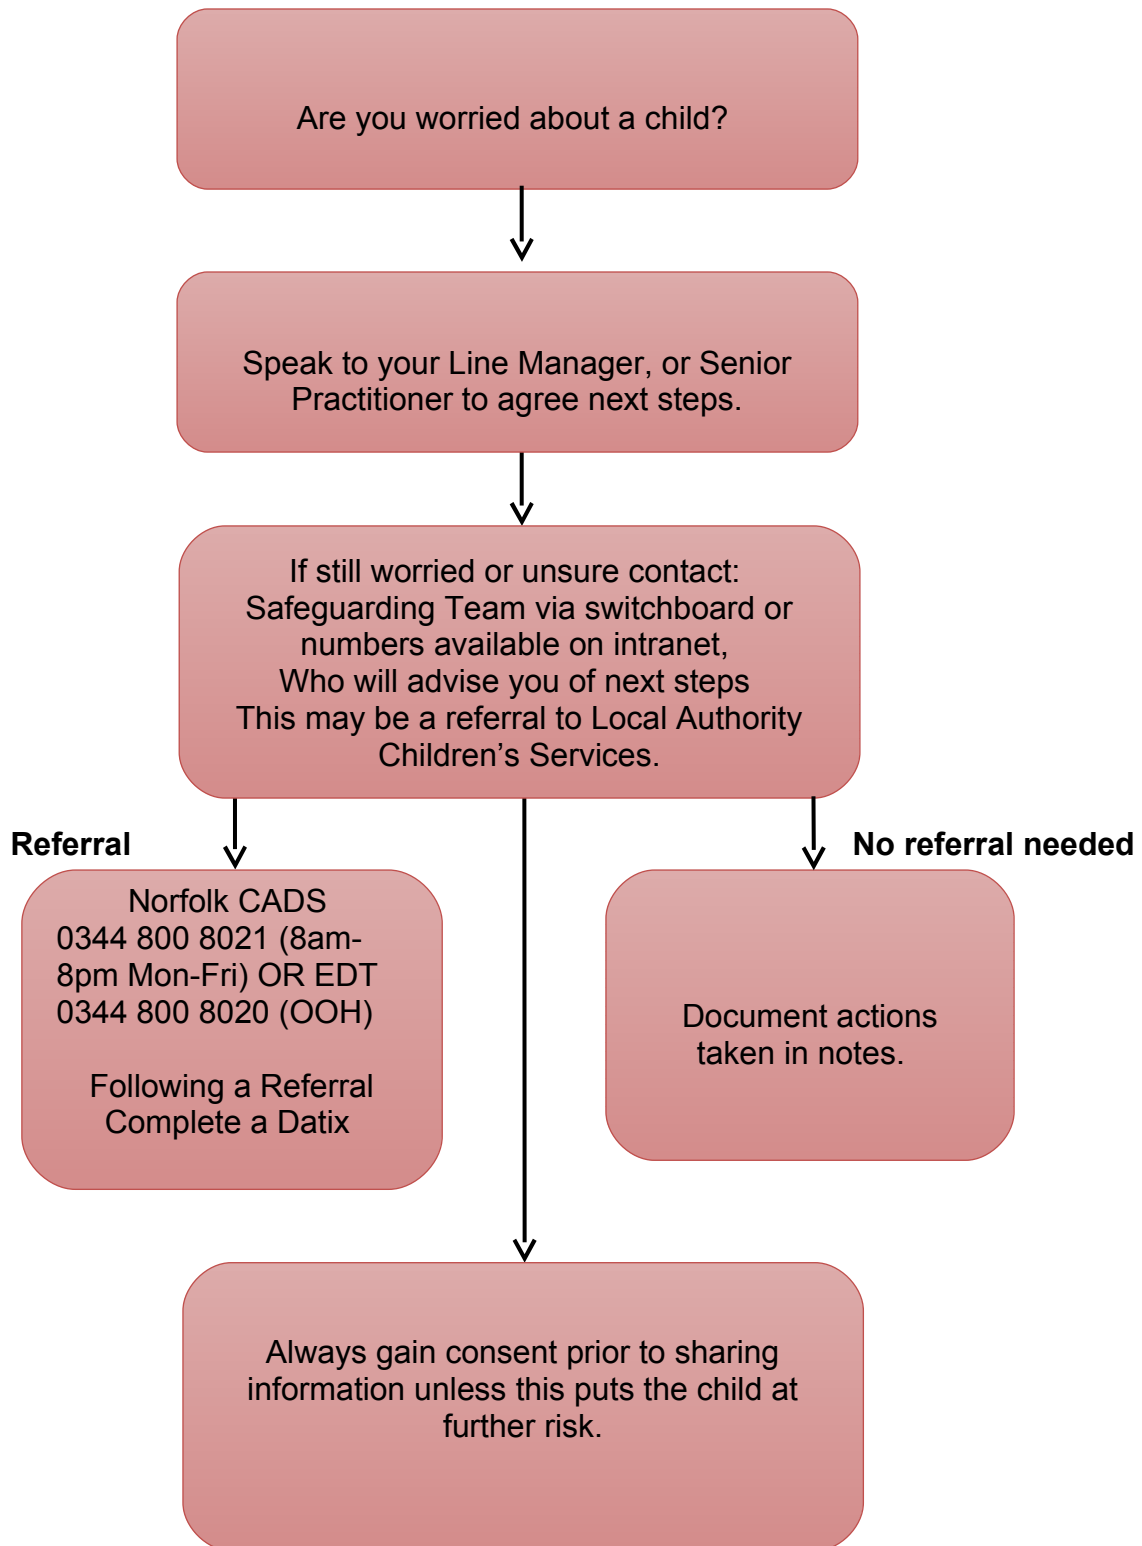 Are you worried about a child?
Speak to your Line Manager, or Senior
Practitioner to agree next steps.
If still worried or unsure contact:
Safeguarding Team via switchboard or
numbers available on intranet,
Who will advise you of next steps
This may be a referral to Local Authority
Children’s Services.
Referral
No referral needed
Norfolk CADS
0344 800 8021 (8am-
8pm Mon-Fri) OR EDT
0344 800 8020 (OOH)
Following a Referral
Complete a Datix
Document actions
taken in notes.
Always gain consent prior to sharing
information unless this puts the child at
further risk.